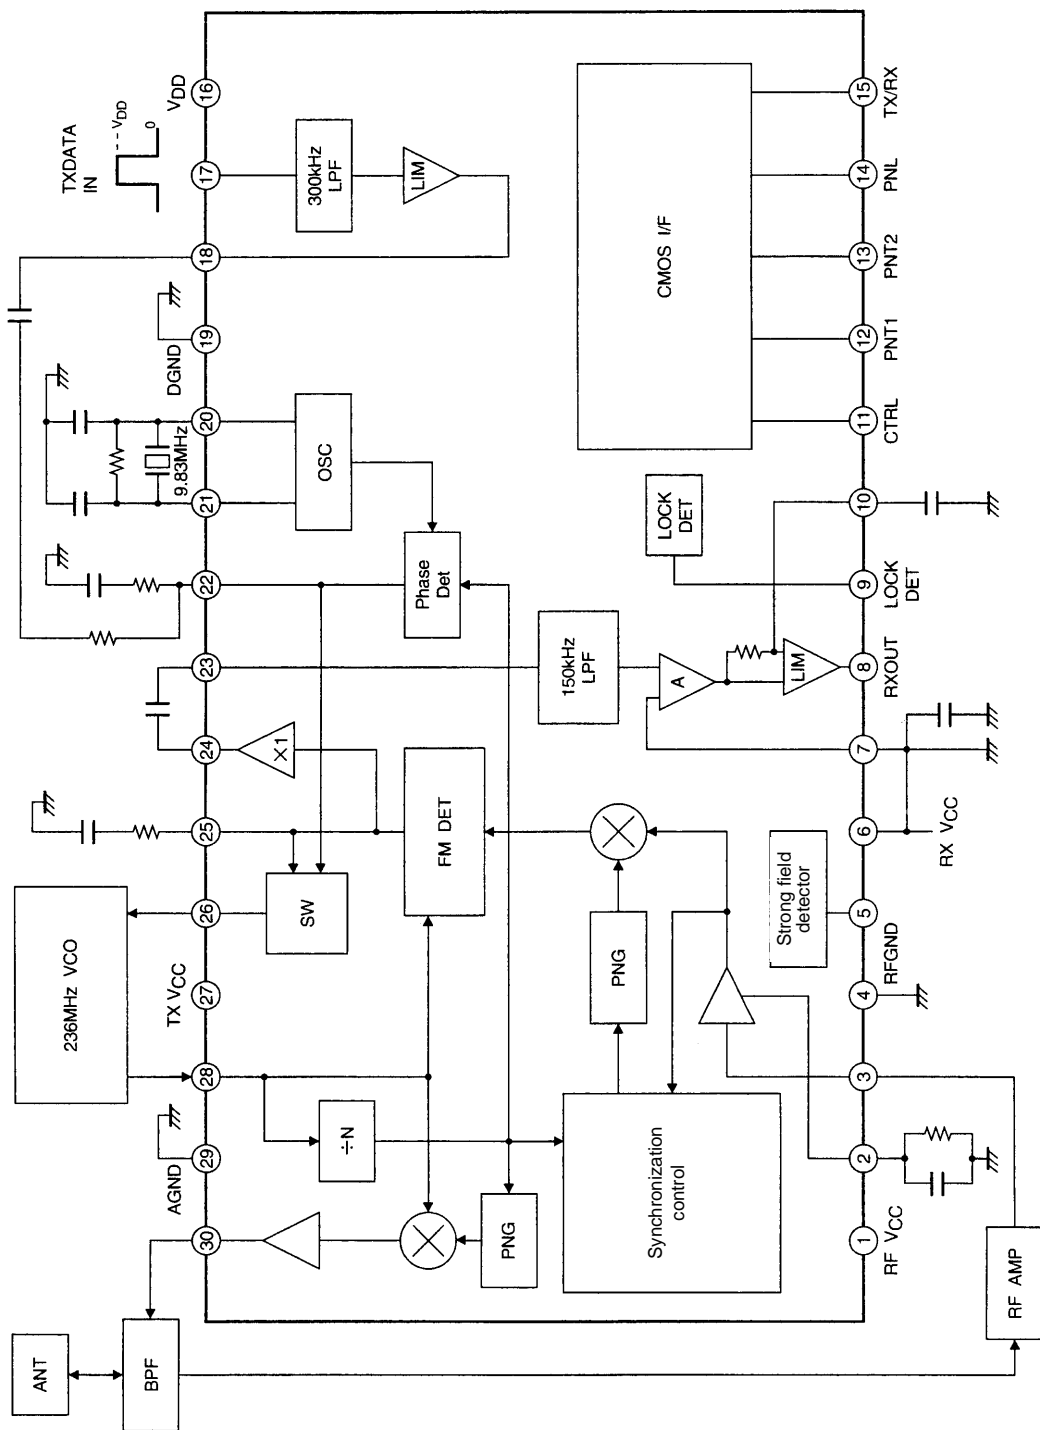 ANT
BPF
RF AMP
236MHz VCO
AGND
TX VCC
DGND
9.83MHz
TXDATA
IN
VDD
0
VDD
30
29
28
27
26
25
24
23
22
21
20
19
18
17
16
÷N
SW
X1
OSC
Phase
Det
300kHz
LPF
LIM
PNG
FM DET
150kHz
LPF
A
LIM
LOCK
DET
CMOS I/F
Synchronization
control
PNG
Strong field
detector
1
2
3
4
5
6
7
8
9
10
11
12
13
14
15
RF VCC
RFGND
RX VCC
RXOUT
LOCK
DET
CTRL
PNT1
PNT2
PNL
TX/RX